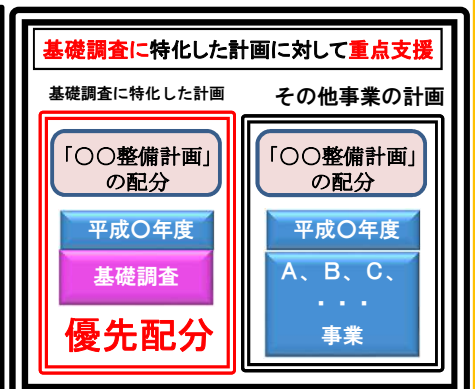 基礎調査に特化した計画に対して重点支援
基礎調査に特化した計画
「〇〇整備計画」
の配分
平成〇年度
基礎調査
優先配分
その他事業の計画
「〇〇整備計画」
の配分
平成〇年度
A、B、C、
・・・
事業